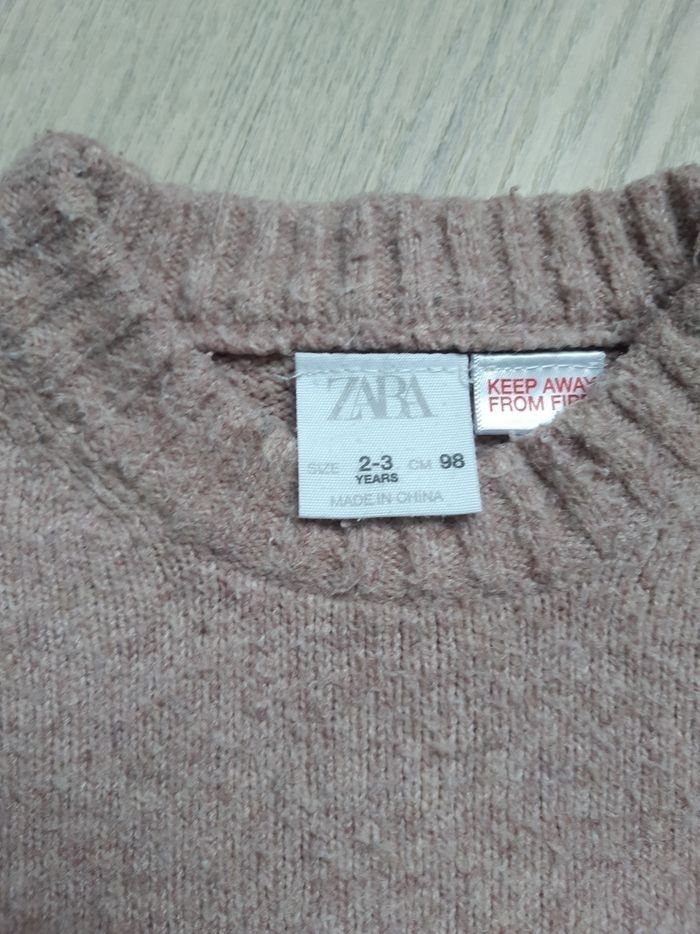 ZARA
SIZE 2-3 CM 98
YEARS
MADE IN CHINA
KEEP AWAY
FROM FIR